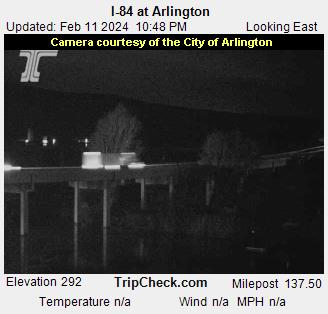 I-84 at Arlington
Updated: Feb 11 2024 10:48 PM Looking East
Camera courtesy of the City of Arlington
Elevation 292 TripCheck.com Milepost 137.50
Temperature n/a Wind n/a MPH n/a